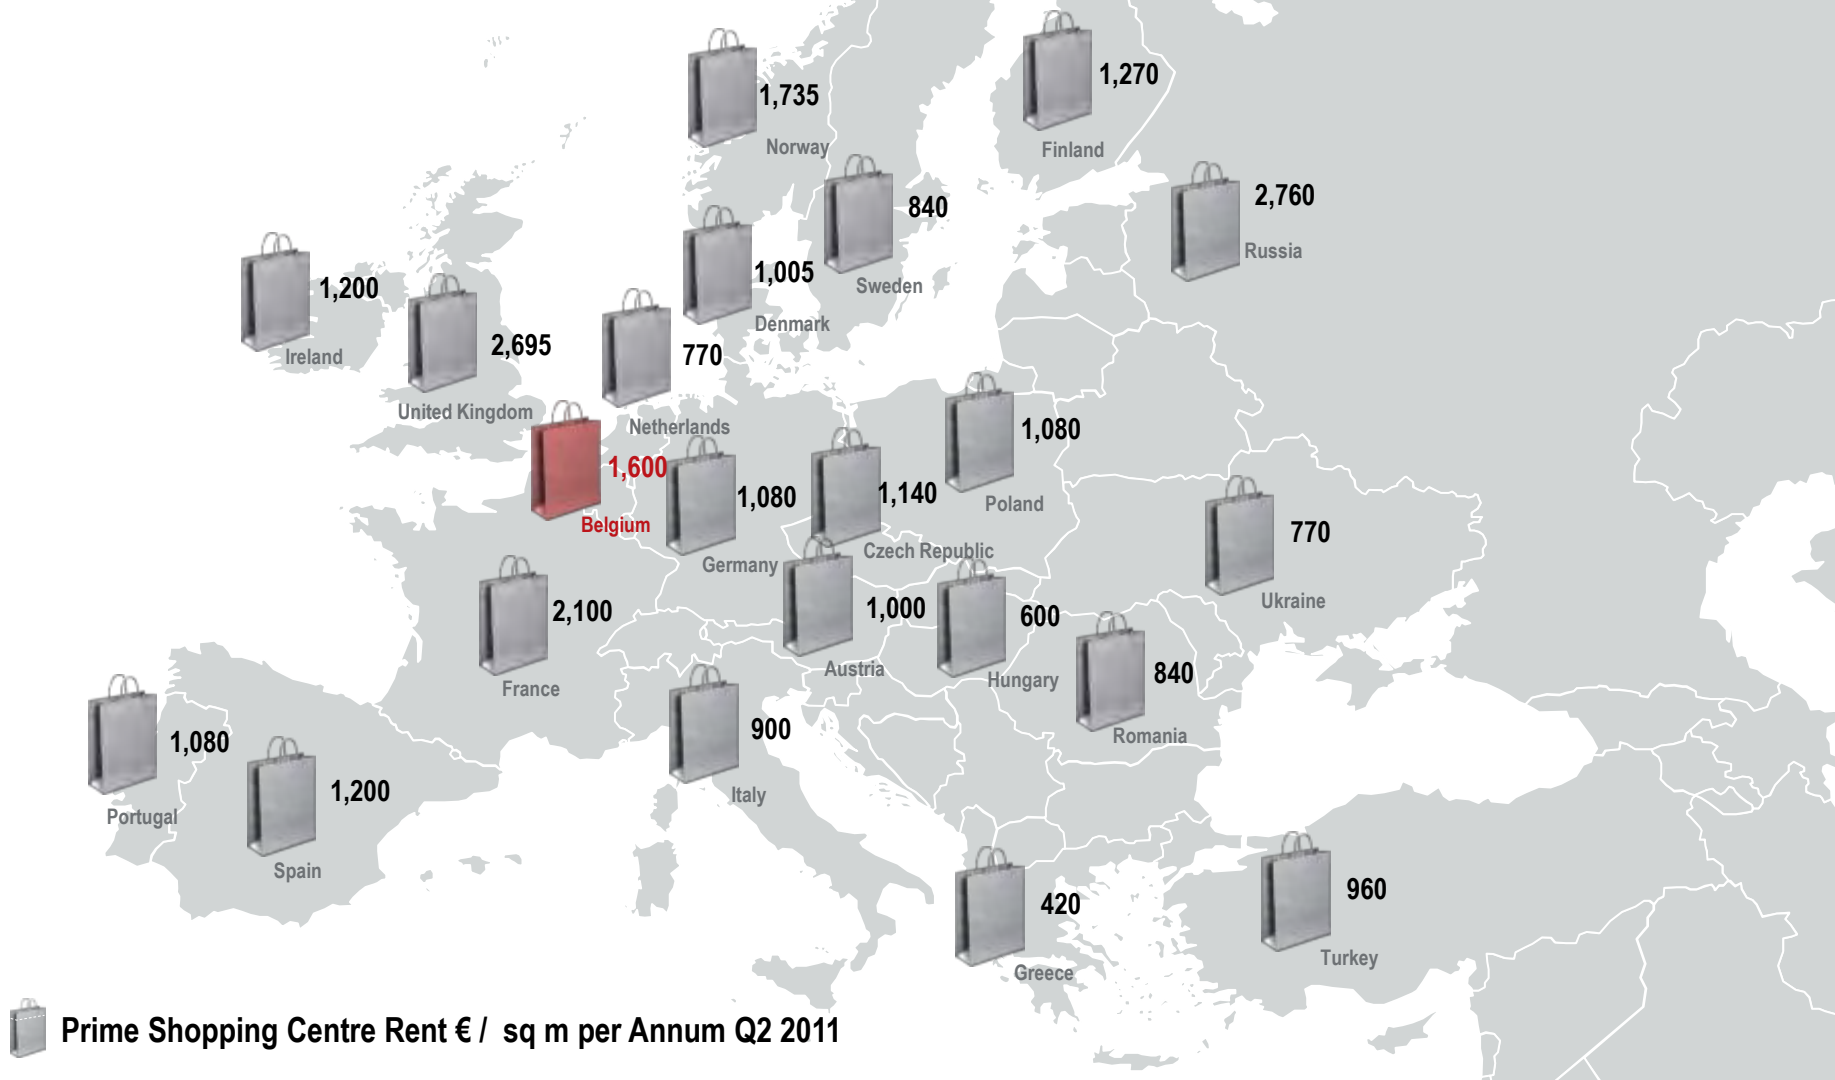 1,735
Norway
1,270
Finland
840
Sweden
2,760
Russia
1,200
Ireland
1,005
Denmark
2,695
United Kingdom
770
Netherlands
1,600
Belgium
1,080
Germany
1,140
Czech Republic
1,080
Poland
770
Ukraine
2,100
France
1,000
Austria
600
Hungary
840
Romania
1,080
Portugal
1,200
Spain
900
Italy
420
Greece
960
Turkey
Prime Shopping Centre Rent € / sq m per Annum Q2 2011